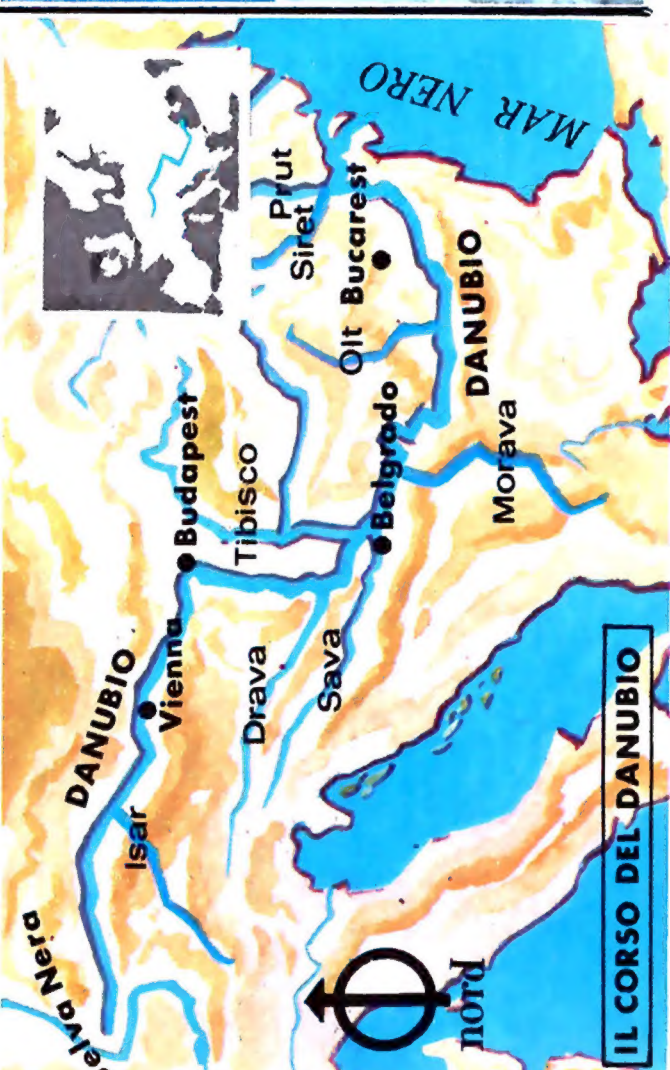 elva Nera
DANUBIO
Isar
Vienna
Budapest
Tibisco
Drava
Sava
Belgrado
Morava
DANUBIO
Olt
Bucarest
Siret
Prut
MAR NERO
nord
IL CORSO DEL DANUBIO